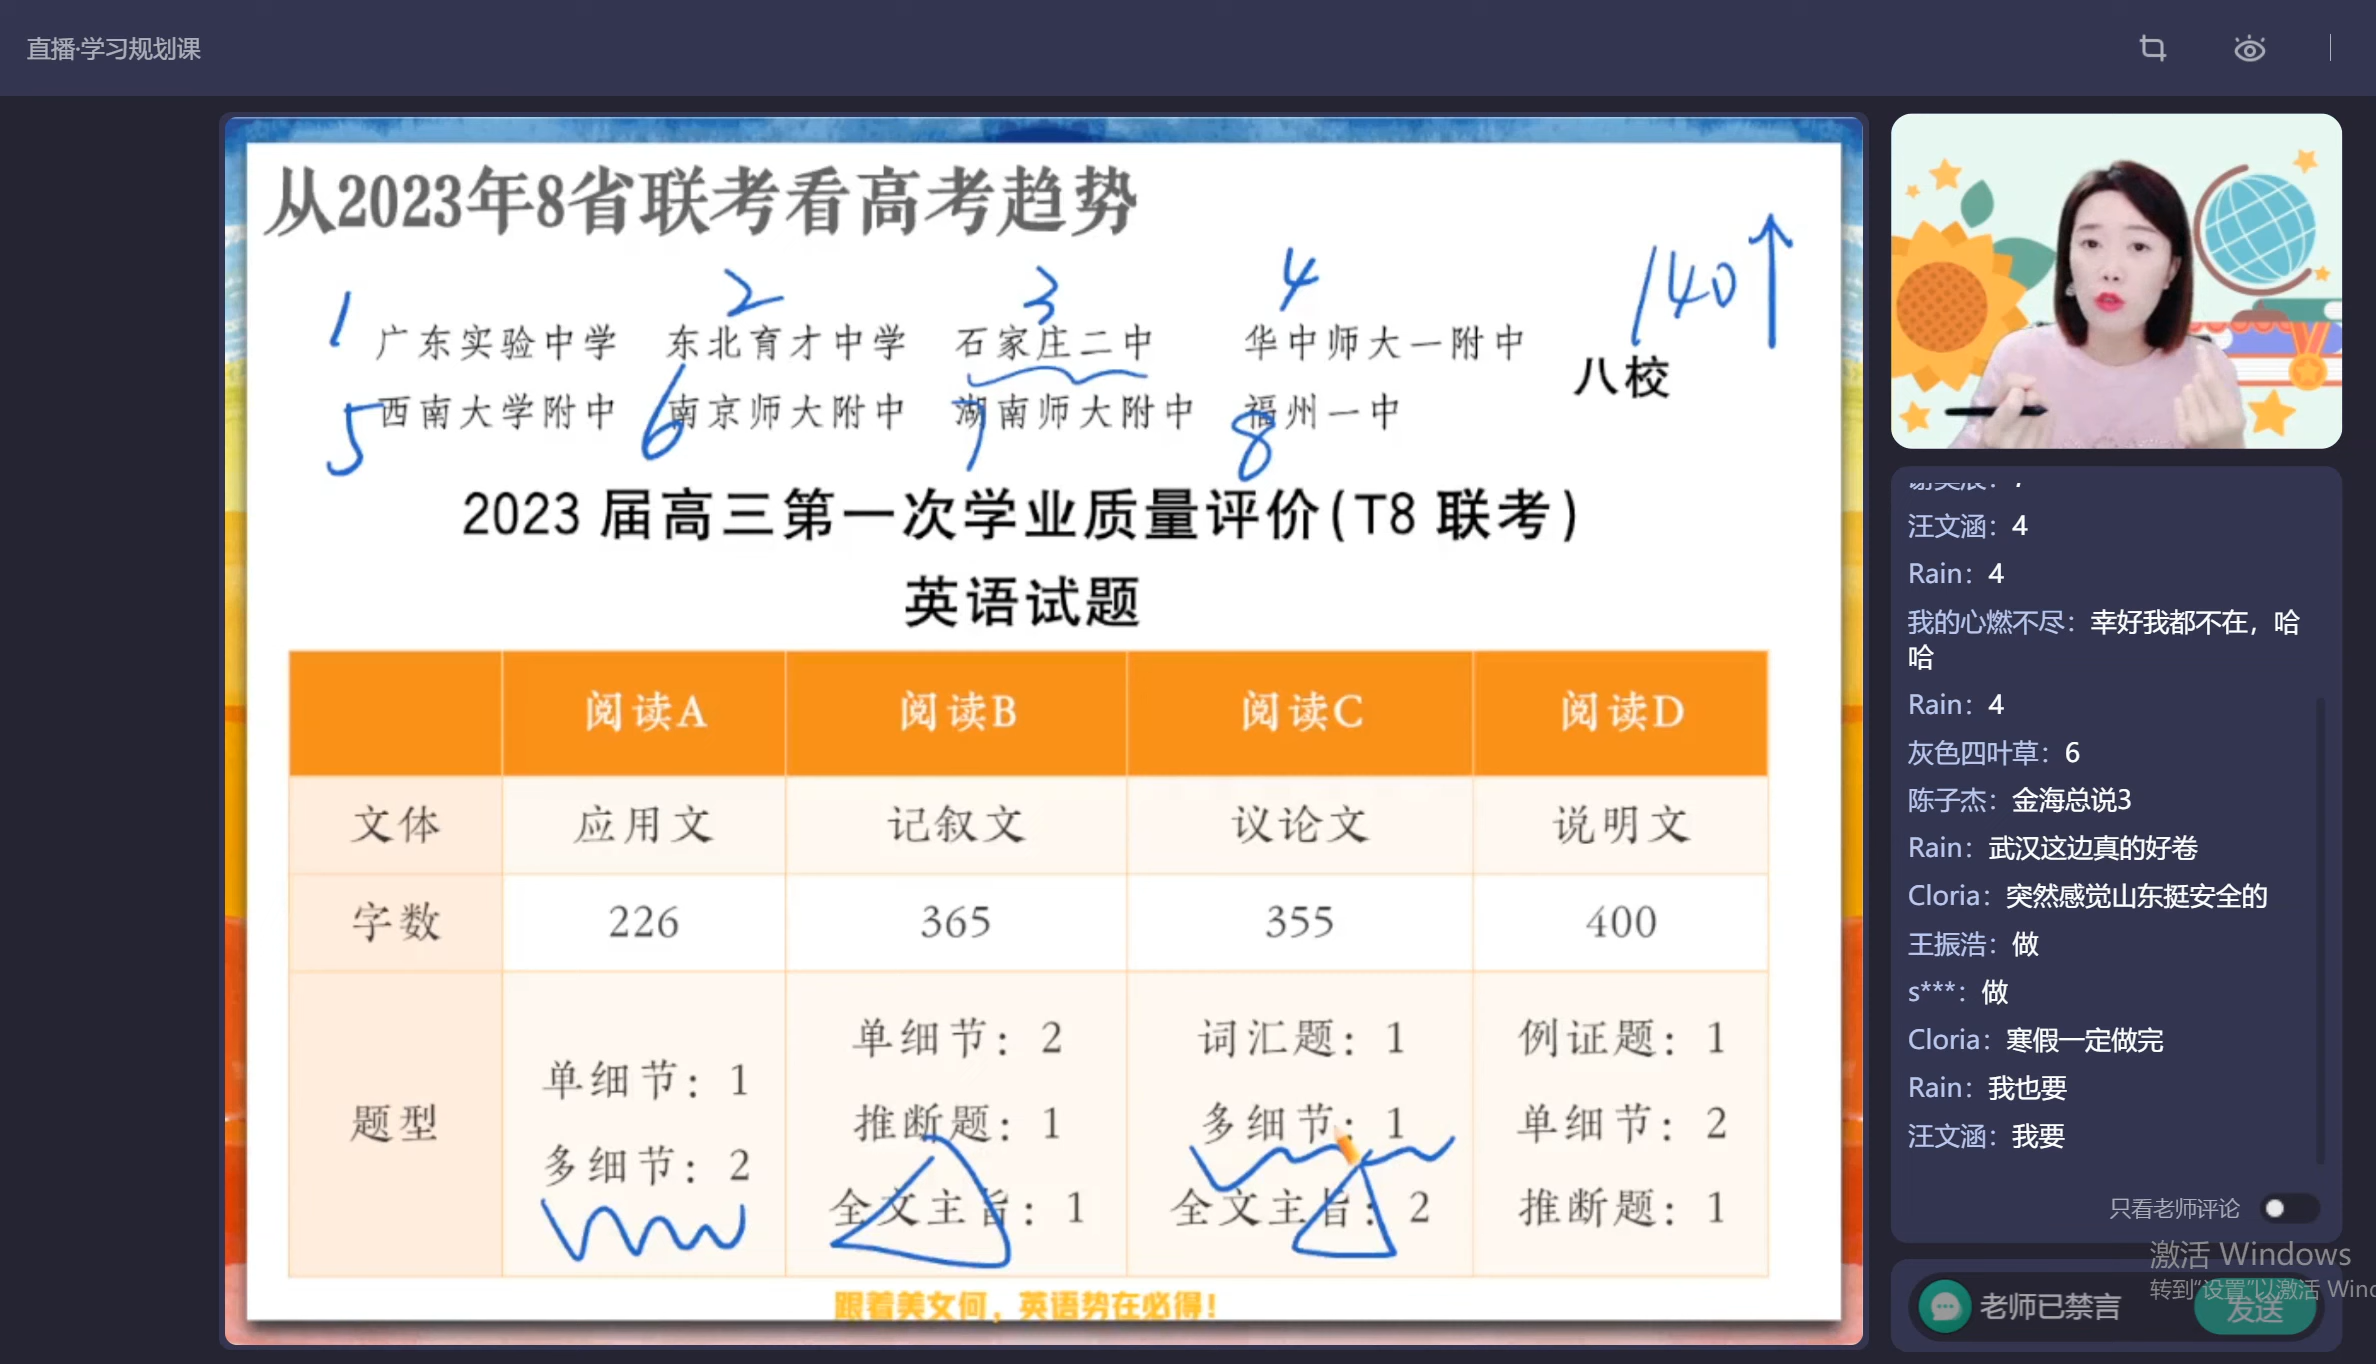 直播·学习规划课
从2023年8省联考看高考趋势
140↑
1 2 3 4
广东实验中学 东北育才中学 石家庄二中 华中师大一附中
八校
5 6 7 8
西南大学附中 南京师大附中 湖南师大附中 福州一中
2023 届高三第一次学业质量评价(T8 联考)
英语试题
阅读A 阅读B 阅读C 阅读D
文体 应用文 记叙文 议论文 说明文
字数 226 365 355 400
题型
单细节：1
多细节：2
单细节：2
推断题：1
全文主旨：1
词汇题：1
多细节：1
全文主旨：2
例证题：1
单细节：2
推断题：1
跟着美女何，英语势在必得！
汪文涵：4
Rain：4
我的心燃不尽：幸好我都不在，哈
哈
Rain：4
灰色四叶草：6
陈子杰：金海总说3
Rain：武汉这边真的好卷
Cloria：突然感觉山东挺安全的
王振浩：做
s***：做
Cloria：寒假一定做完
Rain：我也要
汪文涵：我要
只看老师评论
激活 Windows
转到"设置"以激活 Wind
老师已禁言
发送